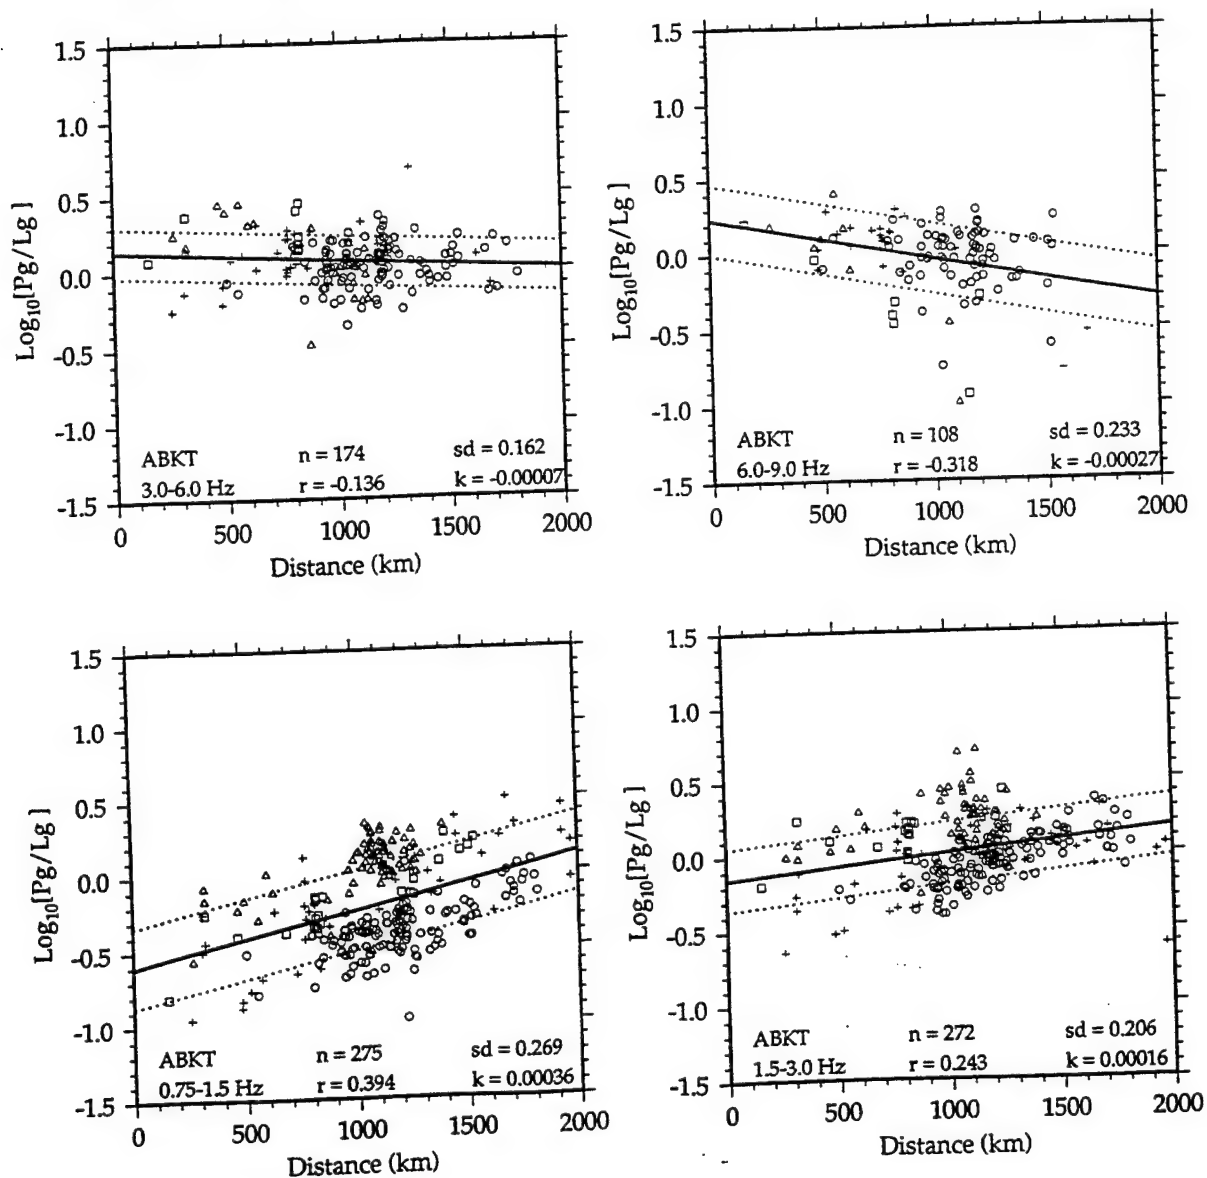 1.5
1.0
0.5
0.0
-0.5
-1.0
-1.5
Log10[Pg/Lg ]
ABKT n = 174 sd = 0.162
3.0-6.0 Hz r = -0.136 k = -0.00007
0 500 1000 1500 2000
Distance (km)
1.5
1.0
0.5
0.0
-0.5
-1.0
-1.5
Log10[Pg/Lg ]
ABKT n = 108 sd = 0.233
6.0-9.0 Hz r = -0.318 k = -0.00027
0 500 1000 1500 2000
Distance (km)
1.5
1.0
0.5
0.0
-0.5
-1.0
-1.5
Log10[Pg/Lg ]
ABKT n = 275 sd = 0.269
0.75-1.5 Hz r = 0.394 k = 0.00036
0 500 1000 1500 2000
Distance (km)
1.5
1.0
0.5
0.0
-0.5
-1.0
-1.5
Log10[Pg/Lg ]
ABKT n = 272 sd = 0.206
1.5-3.0 Hz r = 0.243 k = 0.00016
0 500 1000 1500 2000
Distance (km)